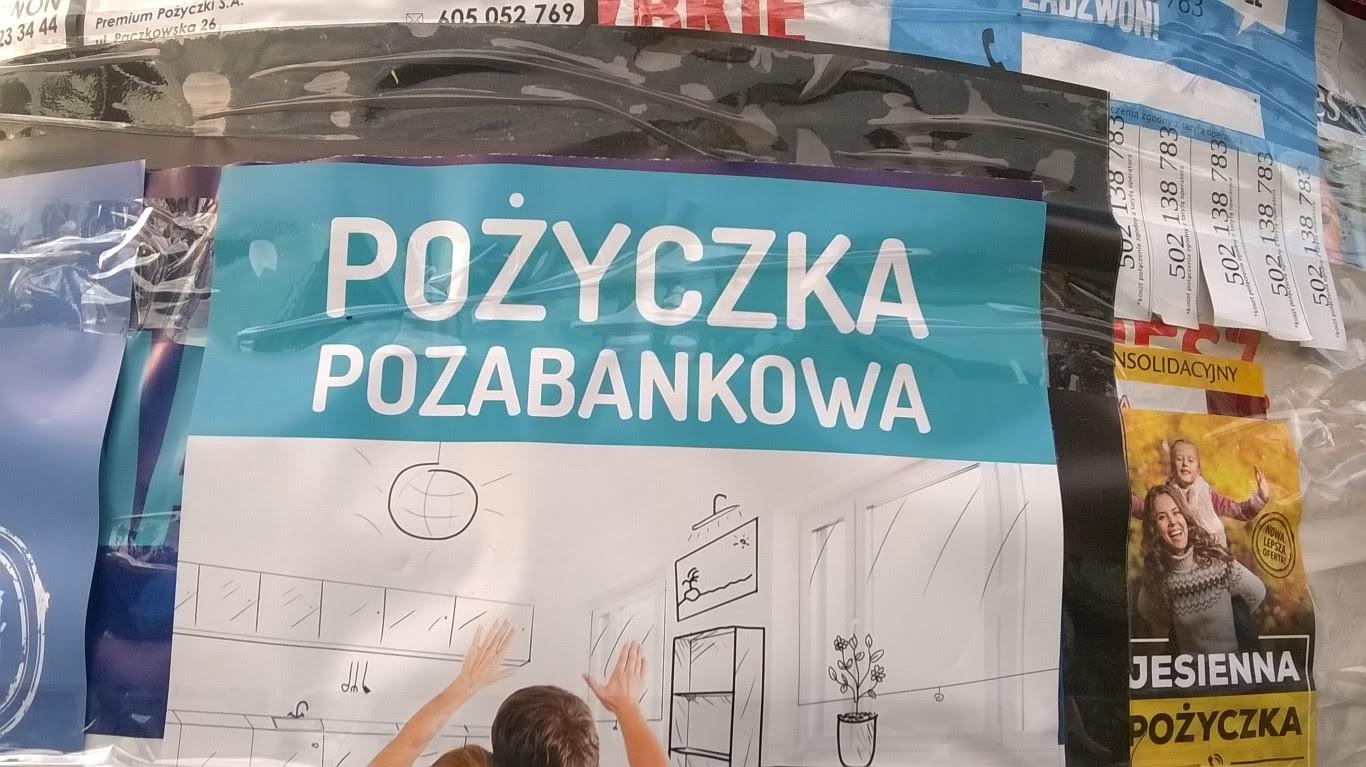 23 34 44
Premium Pożyczki S.A.
ul. Paczkowska 26
605 052 769
ZADZWOŃ!
POŻYCZKA
POZABANKOWA
502 138 783
502 138 783
502 138 783
502 138 783
502 138 783
NSOLIDACYJNY
NOWA
LEPSZA
OFERTA!
JESIENNA
POŻYCZKA